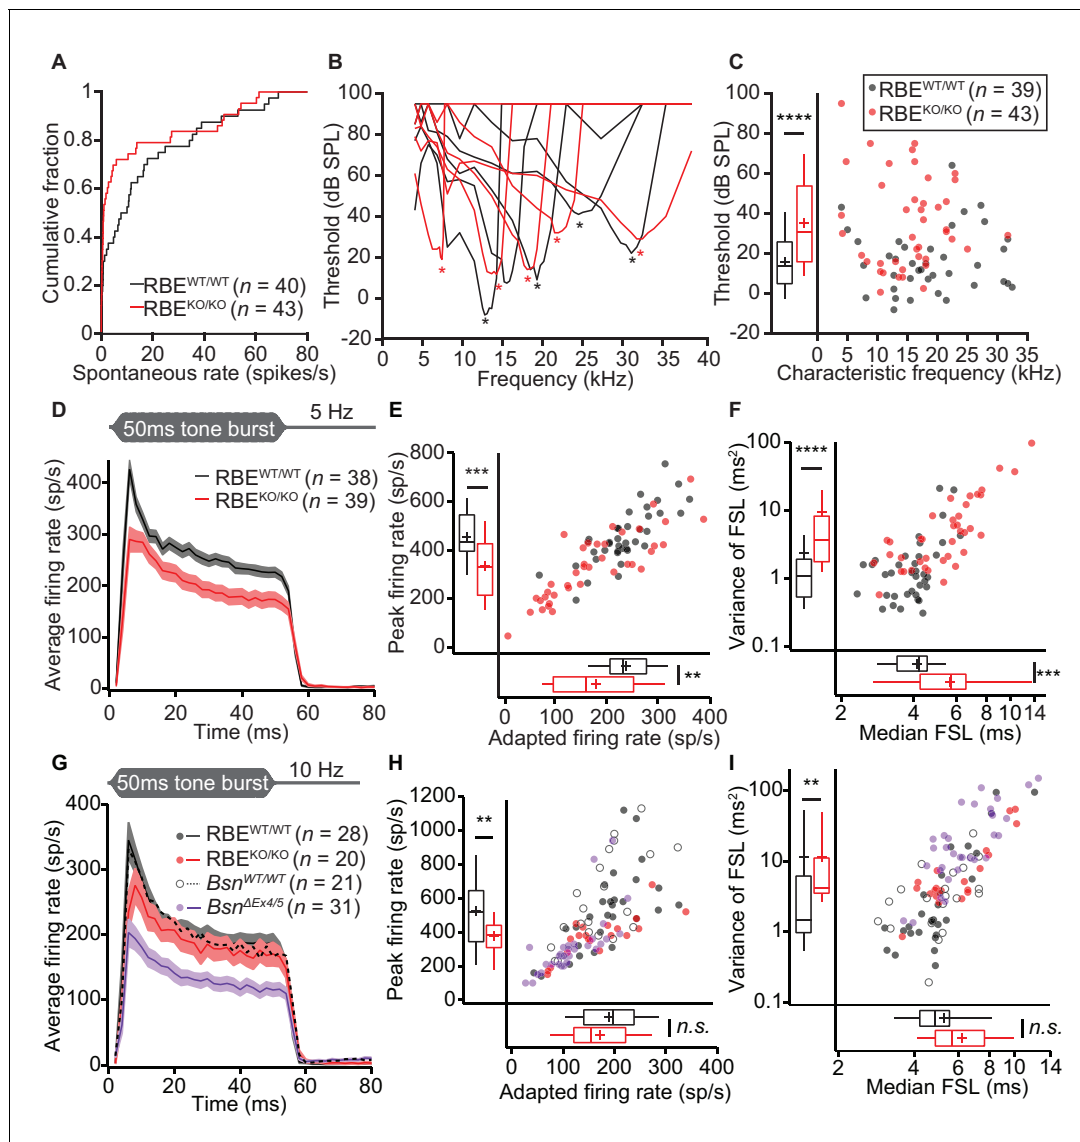 A
B
C
RBE^WT/WT (n = 39)
RBE^KO/KO (n = 43)
Cumulative fraction
1
0.8
0.6
0.4
0.2
0
0 20 40 60 80
Spontaneous rate (spikes/s)
RBE^WT/WT (n = 40)
RBE^KO/KO (n = 43)
Threshold (dB SPL)
100
80
60
40
20
0
-20
0 5 10 15 20 25 30 35 40
Frequency (kHz)
* * * * * * * *
Threshold (dB SPL)
100
80
60
40
20
0
-20
****
0 5 10 15 20 25 30 35
Characteristic frequency (kHz)
D
50ms tone burst
5 Hz
RBE^WT/WT (n = 38)
RBE^KO/KO (n = 39)
Average firing rate (sp/s)
400
300
200
100
0
0 20 40 60 80
Time (ms)
E
Peak firing rate (sp/s)
800
600
400
200
0
***
**
0 100 200 300 400
Adapted firing rate (sp/s)
F
Variance of FSL (ms²)
100
10
1
0.1
****
***
2 4 6 8 10 14
Median FSL (ms)
G
50ms tone burst
10 Hz
RBE^WT/WT (n = 28)
RBE^KO/KO (n = 20)
Bsn^WT/WT (n = 21)
Bsn^ΔEx4/5 (n = 31)
Average firing rate (sp/s)
400
300
200
100
0
0 20 40 60 80
Time (ms)
H
Peak firing rate (sp/s)
1200
1000
800
600
400
200
0
**
n.s.
0 100 200 300 400
Adapted firing rate (sp/s)
I
Variance of FSL (ms²)
100
10
1
0.1
**
n.s.
2 4 6 8 10 14
Median FSL (ms)